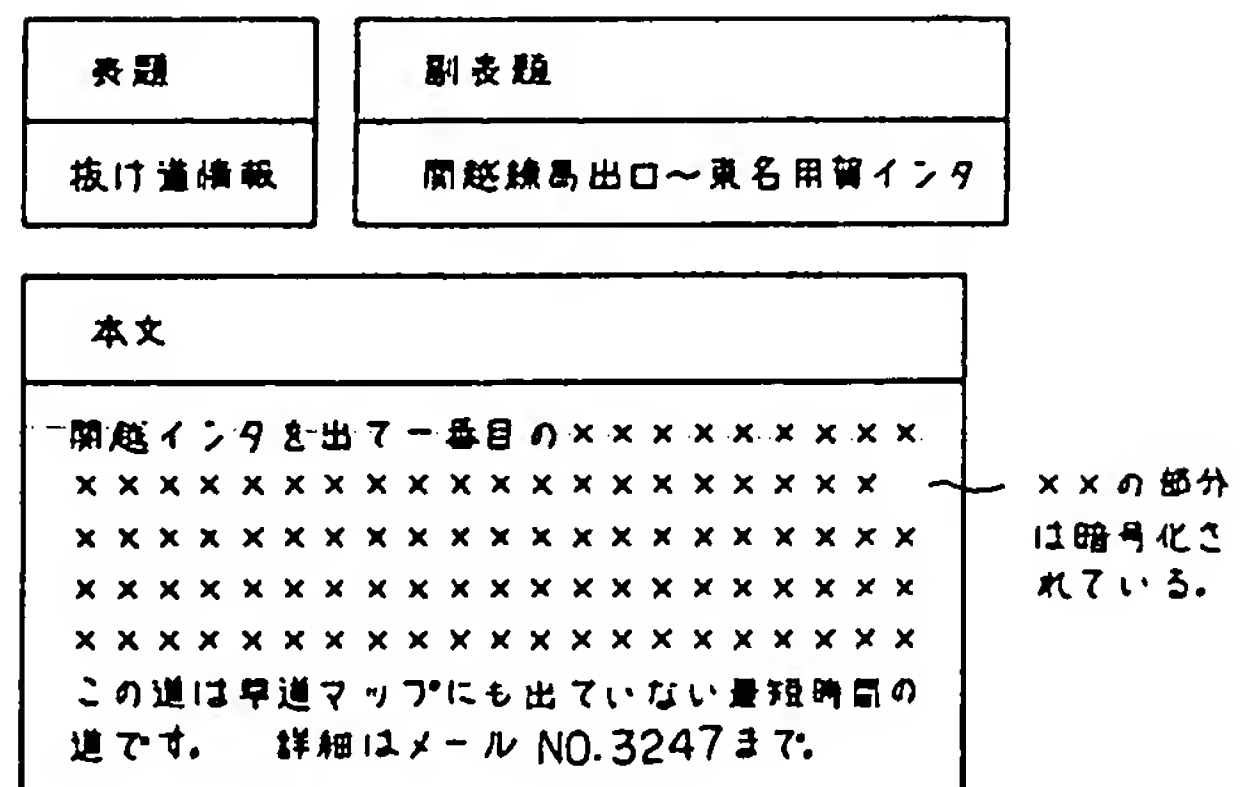 表題
抜け道情報
副表題
関越練馬出口～東名用賀インタ
本文
関越インタを出て一番目の×××××××××
××××××××××××××××××××
×××××××××××××××××××××
×××××××××××××××××××××
×××××××××××××××××××××
この道は早道マップにも出ていない最短時間の
道です。 詳細はメール NO.3247まで。
××の部分
は暗号化さ
れている。